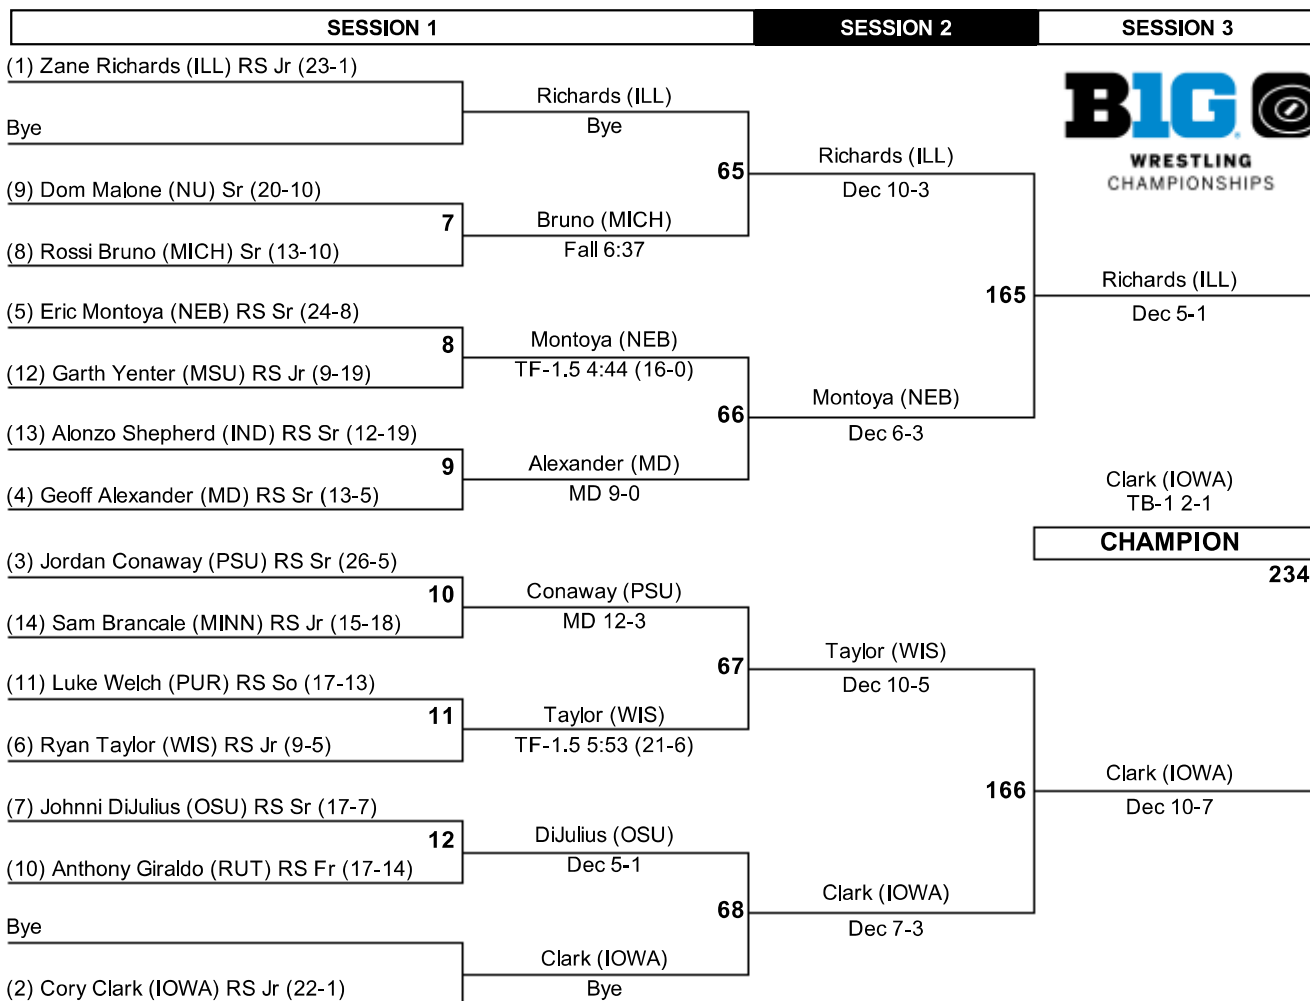 SESSION 1
SESSION 2
SESSION 3
(1) Zane Richards (ILL) RS Jr (23-1)
Bye
(9) Dom Malone (NU) Sr (20-10)
7
(8) Rossi Bruno (MICH) Sr (13-10)
(5) Eric Montoya (NEB) RS Sr (24-8)
8
(12) Garth Yenter (MSU) RS Jr (9-19)
(13) Alonzo Shepherd (IND) RS Sr (12-19)
9
(4) Geoff Alexander (MD) RS Sr (13-5)
(3) Jordan Conaway (PSU) RS Sr (26-5)
10
(14) Sam Brancale (MINN) RS Jr (15-18)
(11) Luke Welch (PUR) RS So (17-13)
11
(6) Ryan Taylor (WIS) RS Jr (9-5)
(7) Johnni DiJulius (OSU) RS Sr (17-7)
12
(10) Anthony Giraldo (RUT) RS Fr (17-14)
Bye
(2) Cory Clark (IOWA) RS Jr (22-1)
Richards (ILL)
Bye
65
Bruno (MICH)
Fall 6:37
Montoya (NEB)
TF-1.5 4:44 (16-0)
66
Alexander (MD)
MD 9-0
Conaway (PSU)
MD 12-3
67
Taylor (WIS)
TF-1.5 5:53 (21-6)
DiJulius (OSU)
Dec 5-1
68
Clark (IOWA)
Bye
Richards (ILL)
Dec 10-3
165
Montoya (NEB)
Dec 6-3
Taylor (WIS)
Dec 10-5
166
Clark (IOWA)
Dec 7-3
B1G
WRESTLING
CHAMPIONSHIPS
Richards (ILL)
Dec 5-1
Clark (IOWA)
TB-1 2-1
CHAMPION
234
Clark (IOWA)
Dec 10-7